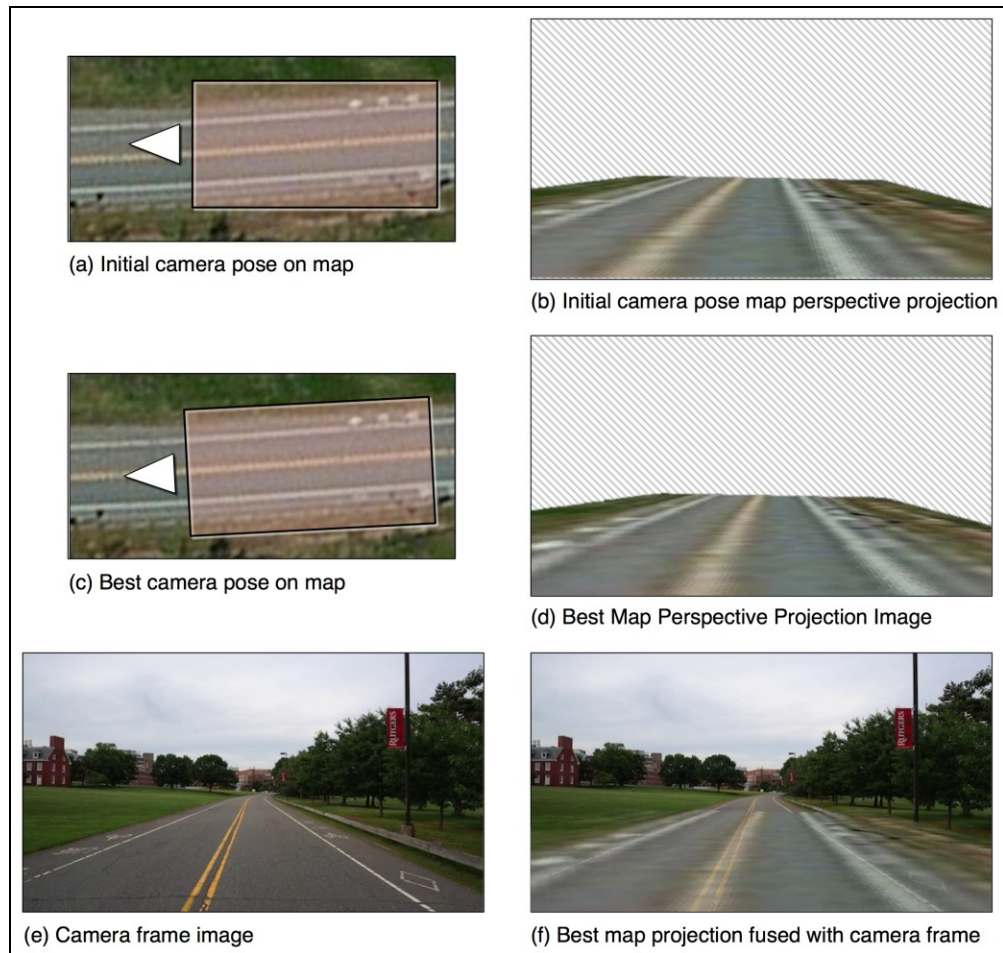 (a) Initial camera pose on map
(b) Initial camera pose map perspective projection
(c) Best camera pose on map
(d) Best Map Perspective Projection Image
RUTGERS
RUTGERS
(e) Camera frame image
(f) Best map projection fused with camera frame